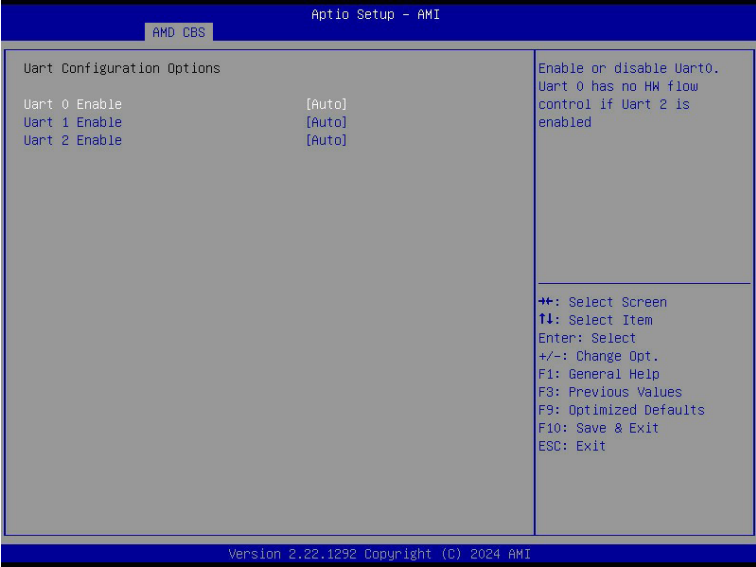 Aptio Setup – AMI
AMD CBS
Uart Configuration Options
Uart 0 Enable [Auto]
Uart 1 Enable [Auto]
Uart 2 Enable [Auto]
Enable or disable Uart0.
Uart 0 has no HW flow
control if Uart 2 is
enabled
→←: Select Screen
↑↓: Select Item
Enter: Select
+/-: Change Opt.
F1: General Help
F3: Previous Values
F9: Optimized Defaults
F10: Save & Exit
ESC: Exit
Version 2.22.1292 Copyright (C) 2024 AMI